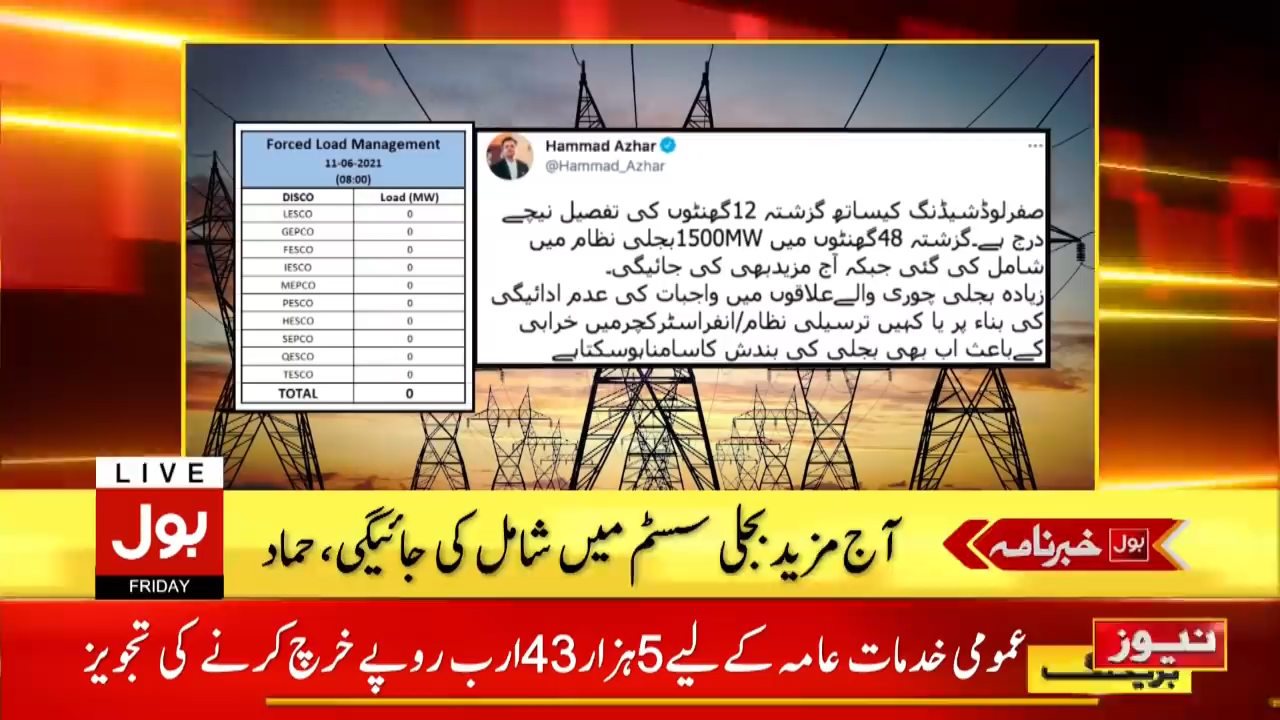 Forced Load Management
11-06-2021
(08:00)
DISCO Load (MW)
LESCO 0
GEPCO 0
FESCO 0
IESCO 0
MEPCO 0
PESCO 0
HESCO 0
SEPCO 0
QESCO 0
TESCO 0
TOTAL 0
Hammad Azhar
@Hammad_Azhar
صفرلوڈشیڈنگ کیساتھ گزشتہ 12گھنٹوں کی تفصیل نیچے
درج ہے۔گزشتہ 48گھنٹوں میں 1500MWبجلی نظام میں
شامل کی گئی جبکہ آج مزیدبھی کی جائیگی۔
زیادہ بجلی چوری والےعلاقوں میں واجبات کی عدم ادائیگی
کی بناء پر یا کہیں ترسیلی نظام/انفراسٹرکچرمیں خرابی
کےباعث اب بھی بجلی کی بندش کاسامناہوسکتاہے
LIVE
بول
FRIDAY
بول خبرنامہ
آج مزید بجلی سسٹم میں شامل کی جائیگی، حماد
نیوز
بریکنگ
عمومی خدمات عامہ کے لیے5ہزار43ارب روپے خرچ کرنے کی تجویز